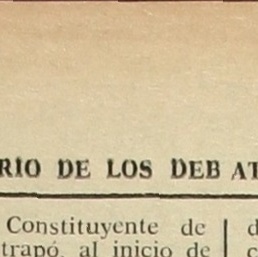 RIO DE LOS DEB AT
Constituyente de d
trapó, al inicio de c